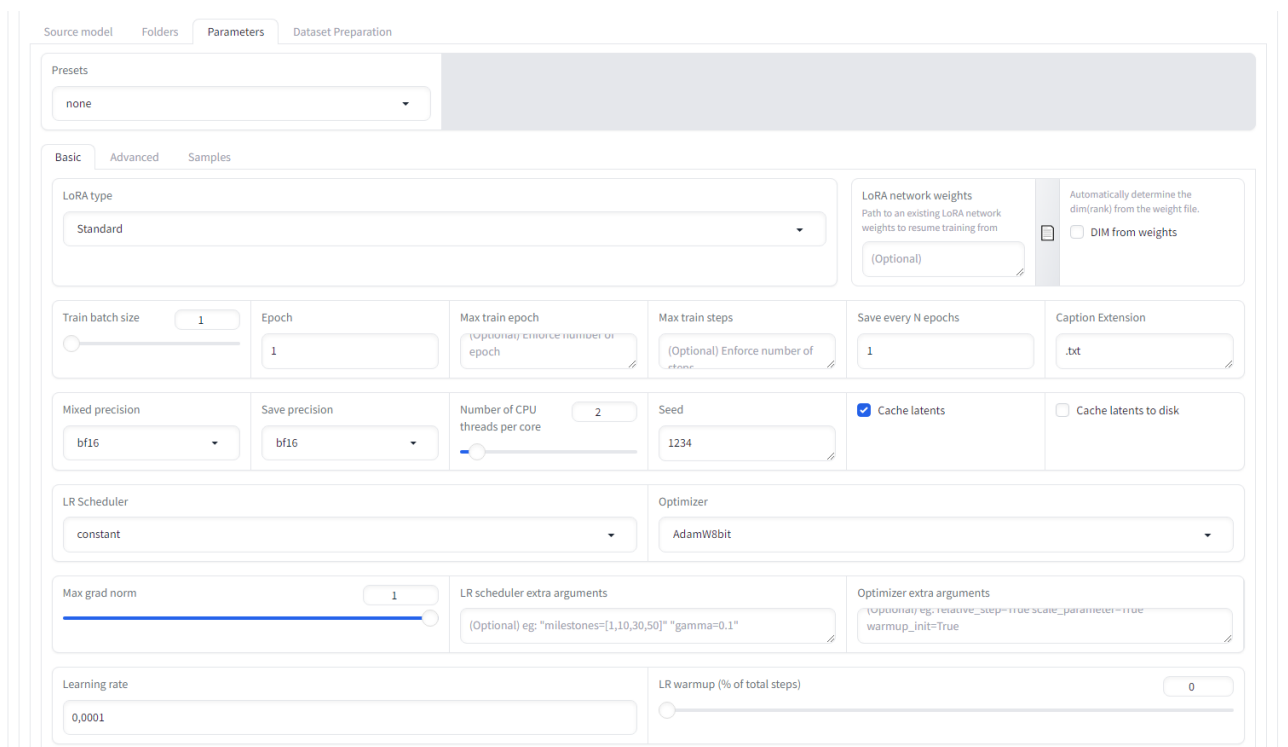 Source model Folders Parameters Dataset Preparation
Presets
none
Basic Advanced Samples
LoRA type
Standard
LoRA network weights
Path to an existing LoRA network
weights to resume training from
(Optional)
Automatically determine the
dim(rank) from the weight file.
DIM from weights
Train batch size 1
Epoch
1
Max train epoch
(Optional) Enforce number of
epoch
Max train steps
(Optional) Enforce number of
steps
Save every N epochs
1
Caption Extension
.txt
Mixed precision
bf16
Save precision
bf16
Number of CPU
threads per core
2
Seed
1234
Cache latents
Cache latents to disk
LR Scheduler
constant
Optimizer
AdamW8bit
Max grad norm 1
LR scheduler extra arguments
(Optional) eg: "milestones=[1,10,30,50]" "gamma=0.1"
Optimizer extra arguments
(Optional) eg: relative_step=True scale_parameter=True
warmup_init=True
Learning rate
0,0001
LR warmup (% of total steps) 0